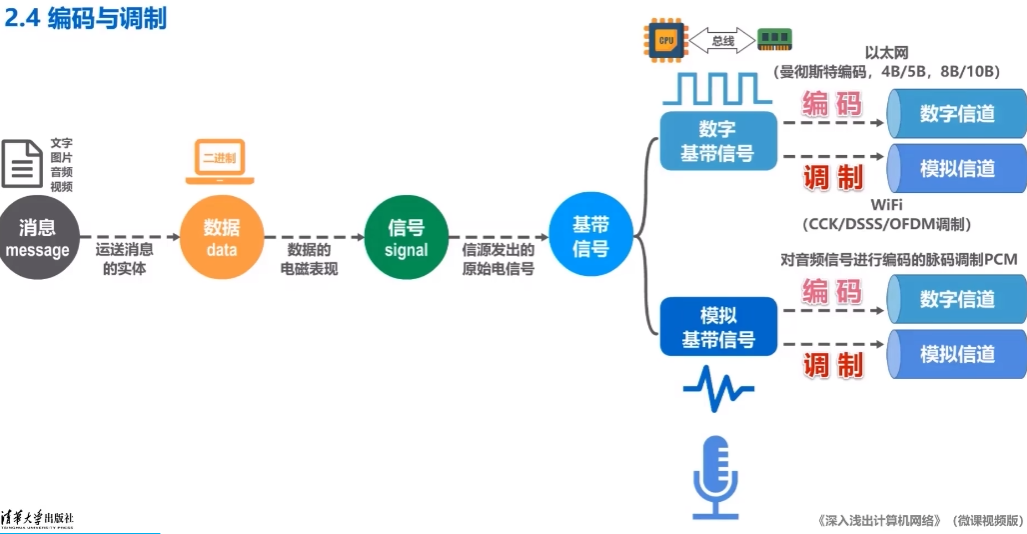 2.4 编码与调制
CPU
总线
以太网
(曼彻斯特编码，4B/5B，8B/10B)
编码
数字信道
数字
基带信号
调制
模拟信道
WiFi
(CCK/DSSS/OFDM调制)
文字
图片
音频
视频
二进制
消息
message
运送消息
的实体
数据
data
数据的
电磁表现
信号
signal
信源发出的
原始电信号
基带
信号
对音频信号进行编码的脉码调制PCM
编码
数字信道
模拟
基带信号
调制
模拟信道
清华大学出版社
TSINGHUA UNIVERSITY PRESS
《深入浅出计算机网络》（微课视频版）